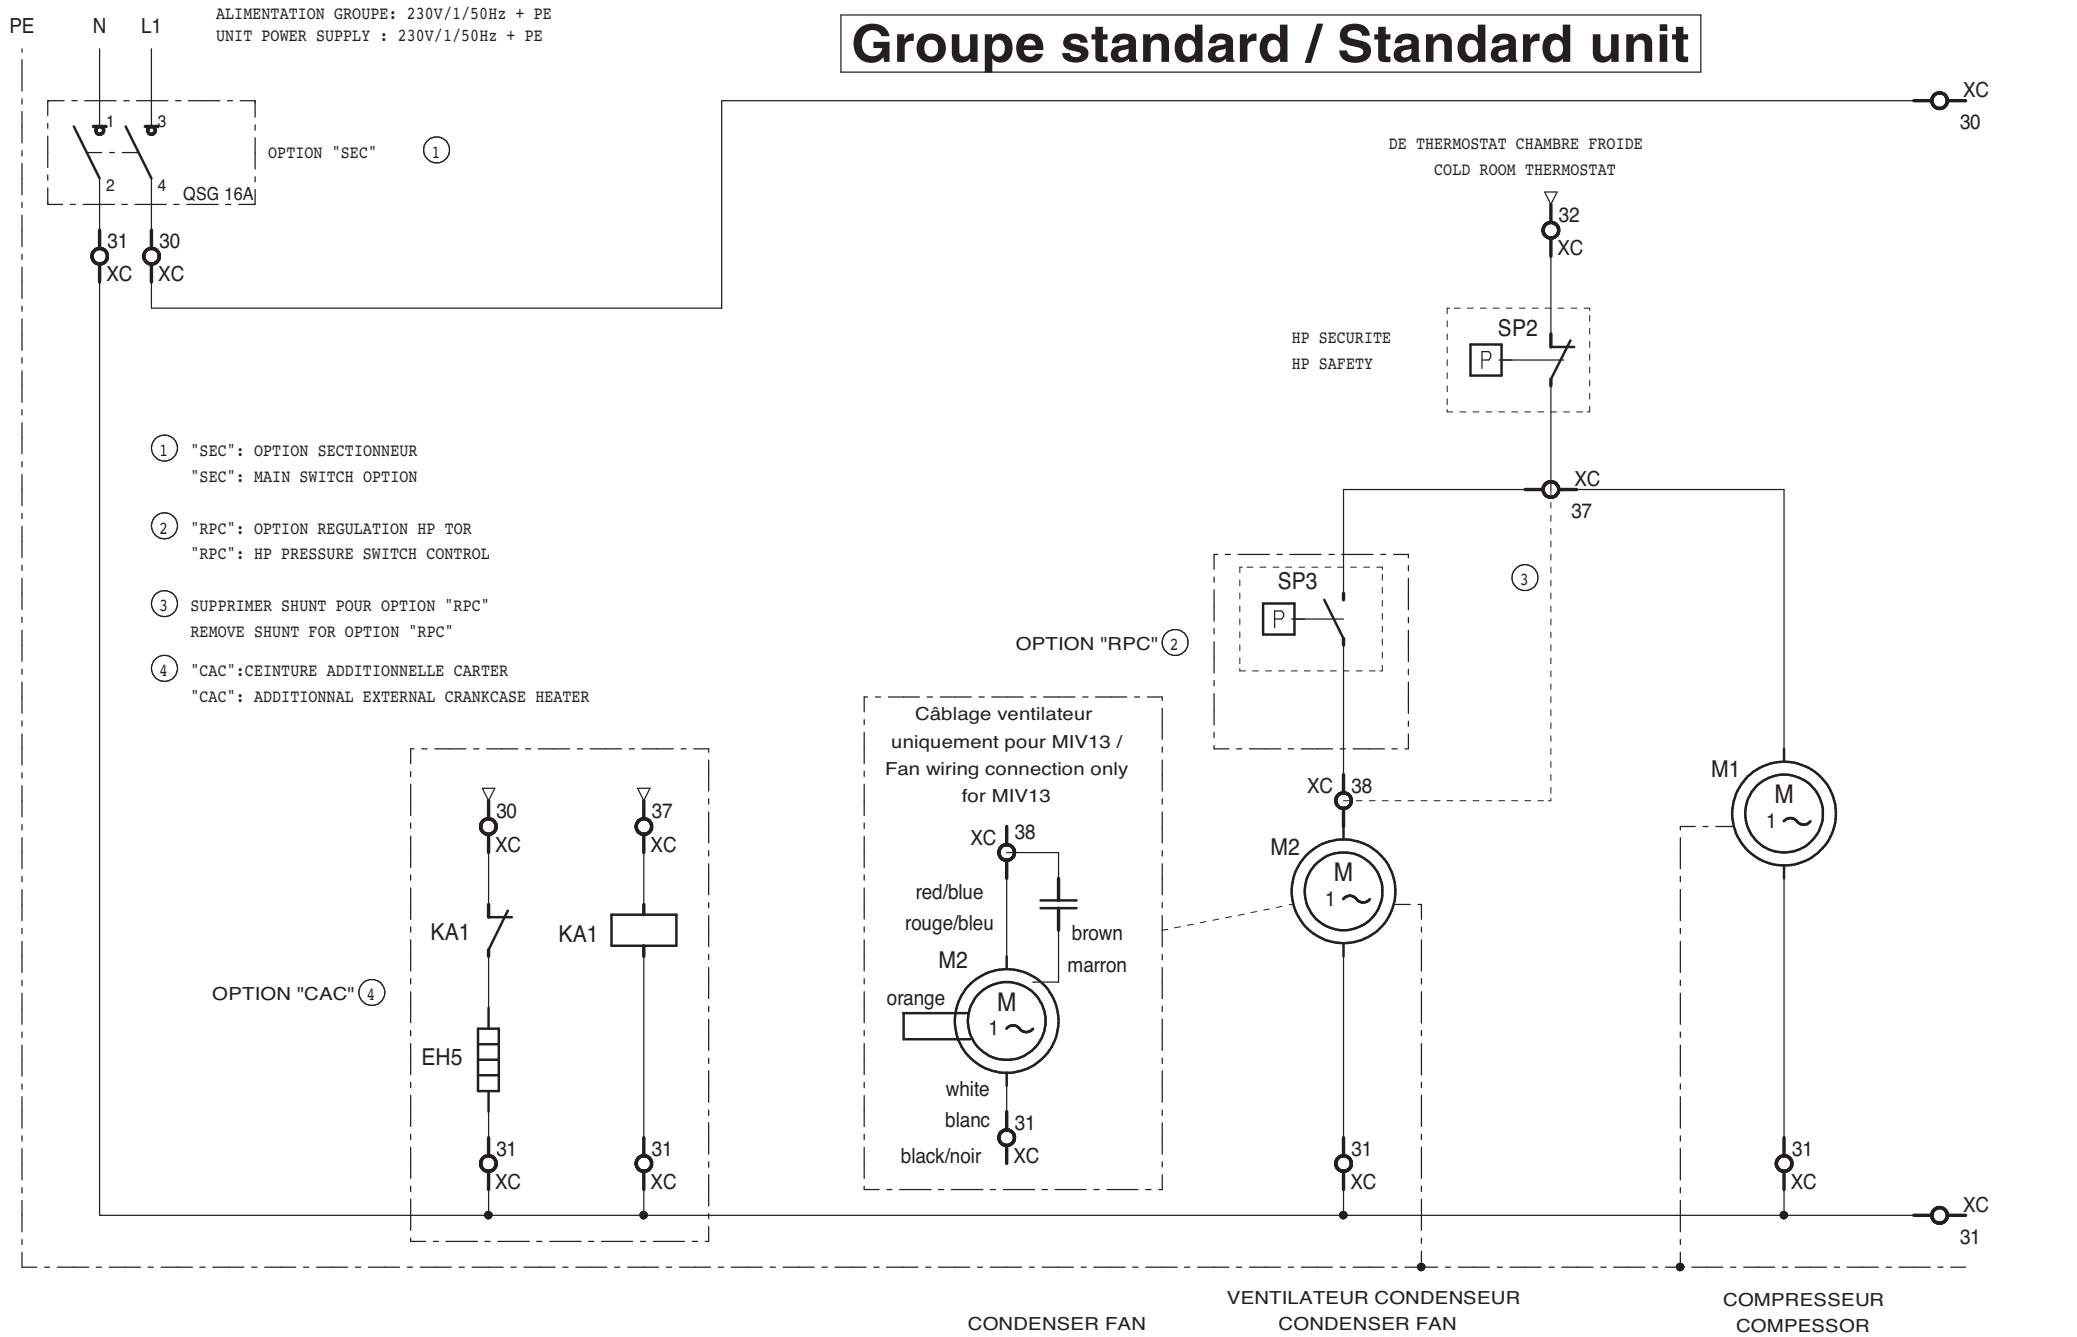 PE N L1
ALIMENTATION GROUPE: 230V/1/50Hz + PE
UNIT POWER SUPPLY : 230V/1/50Hz + PE
Groupe standard / Standard unit
XC
30
1 3
2 4
QSG 16A
OPTION "SEC" 1
31 30
XC XC
DE THERMOSTAT CHAMBRE FROIDE
COLD ROOM THERMOSTAT
32
XC
HP SECURITE
HP SAFETY
SP2
P
1 "SEC": OPTION SECTIONNEUR
"SEC": MAIN SWITCH OPTION
2 "RPC": OPTION REGULATION HP TOR
"RPC": HP PRESSURE SWITCH CONTROL
3 SUPPRIMER SHUNT POUR OPTION "RPC"
REMOVE SHUNT FOR OPTION "RPC"
4 "CAC":CEINTURE ADDITIONNELLE CARTER
"CAC": ADDITIONNAL EXTERNAL CRANKCASE HEATER
XC
37
3
SP3
P
OPTION "RPC" 2
Câblage ventilateur
uniquement pour MIV13 /
Fan wiring connection only
for MIV13
XC 38
red/blue
rouge/bleu
brown
marron
M2
orange
M
1
white
blanc
31
black/noir XC
30 37
XC XC
KA1 KA1
OPTION "CAC" 4
EH5
31 31
XC XC
XC 38
M2
M
1
31
XC
M1
M
1
31
XC
XC
31
CONDENSER FAN
VENTILATEUR CONDENSEUR
CONDENSER FAN
COMPRESSEUR
COMPESSOR